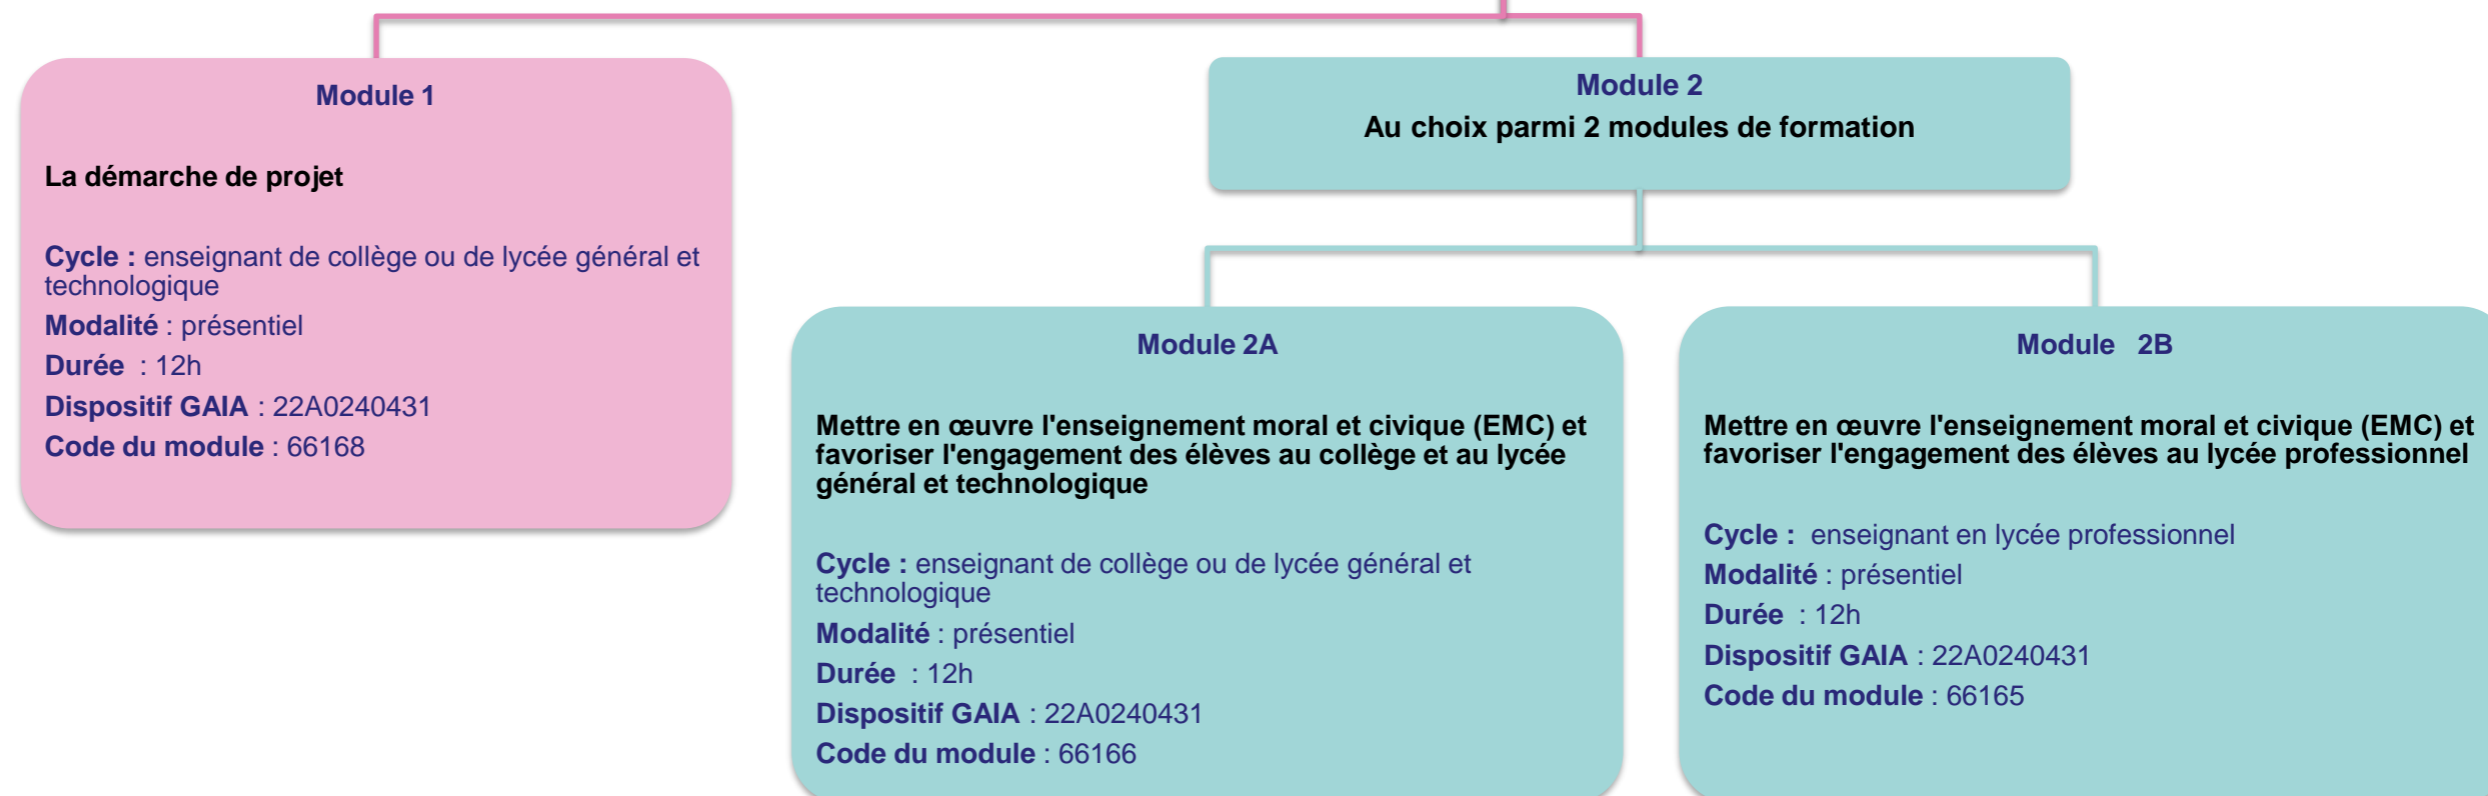 Module 1
La démarche de projet
Cycle : enseignant de collège ou de lycée général et
technologique
Modalité : présentiel
Durée : 12h
Dispositif GAIA : 22A0240431
Code du module : 66168
Module 2
Au choix parmi 2 modules de formation
Module 2A
Mettre en œuvre l'enseignement moral et civique (EMC) et
favoriser l'engagement des élèves au collège et au lycée
général et technologique
Cycle : enseignant de collège ou de lycée général et
technologique
Modalité : présentiel
Durée : 12h
Dispositif GAIA : 22A0240431
Code du module : 66166
Module 2B
Mettre en œuvre l'enseignement moral et civique (EMC) et
favoriser l'engagement des élèves au lycée professionnel
Cycle : enseignant en lycée professionnel
Modalité : présentiel
Durée : 12h
Dispositif GAIA : 22A0240431
Code du module : 66165